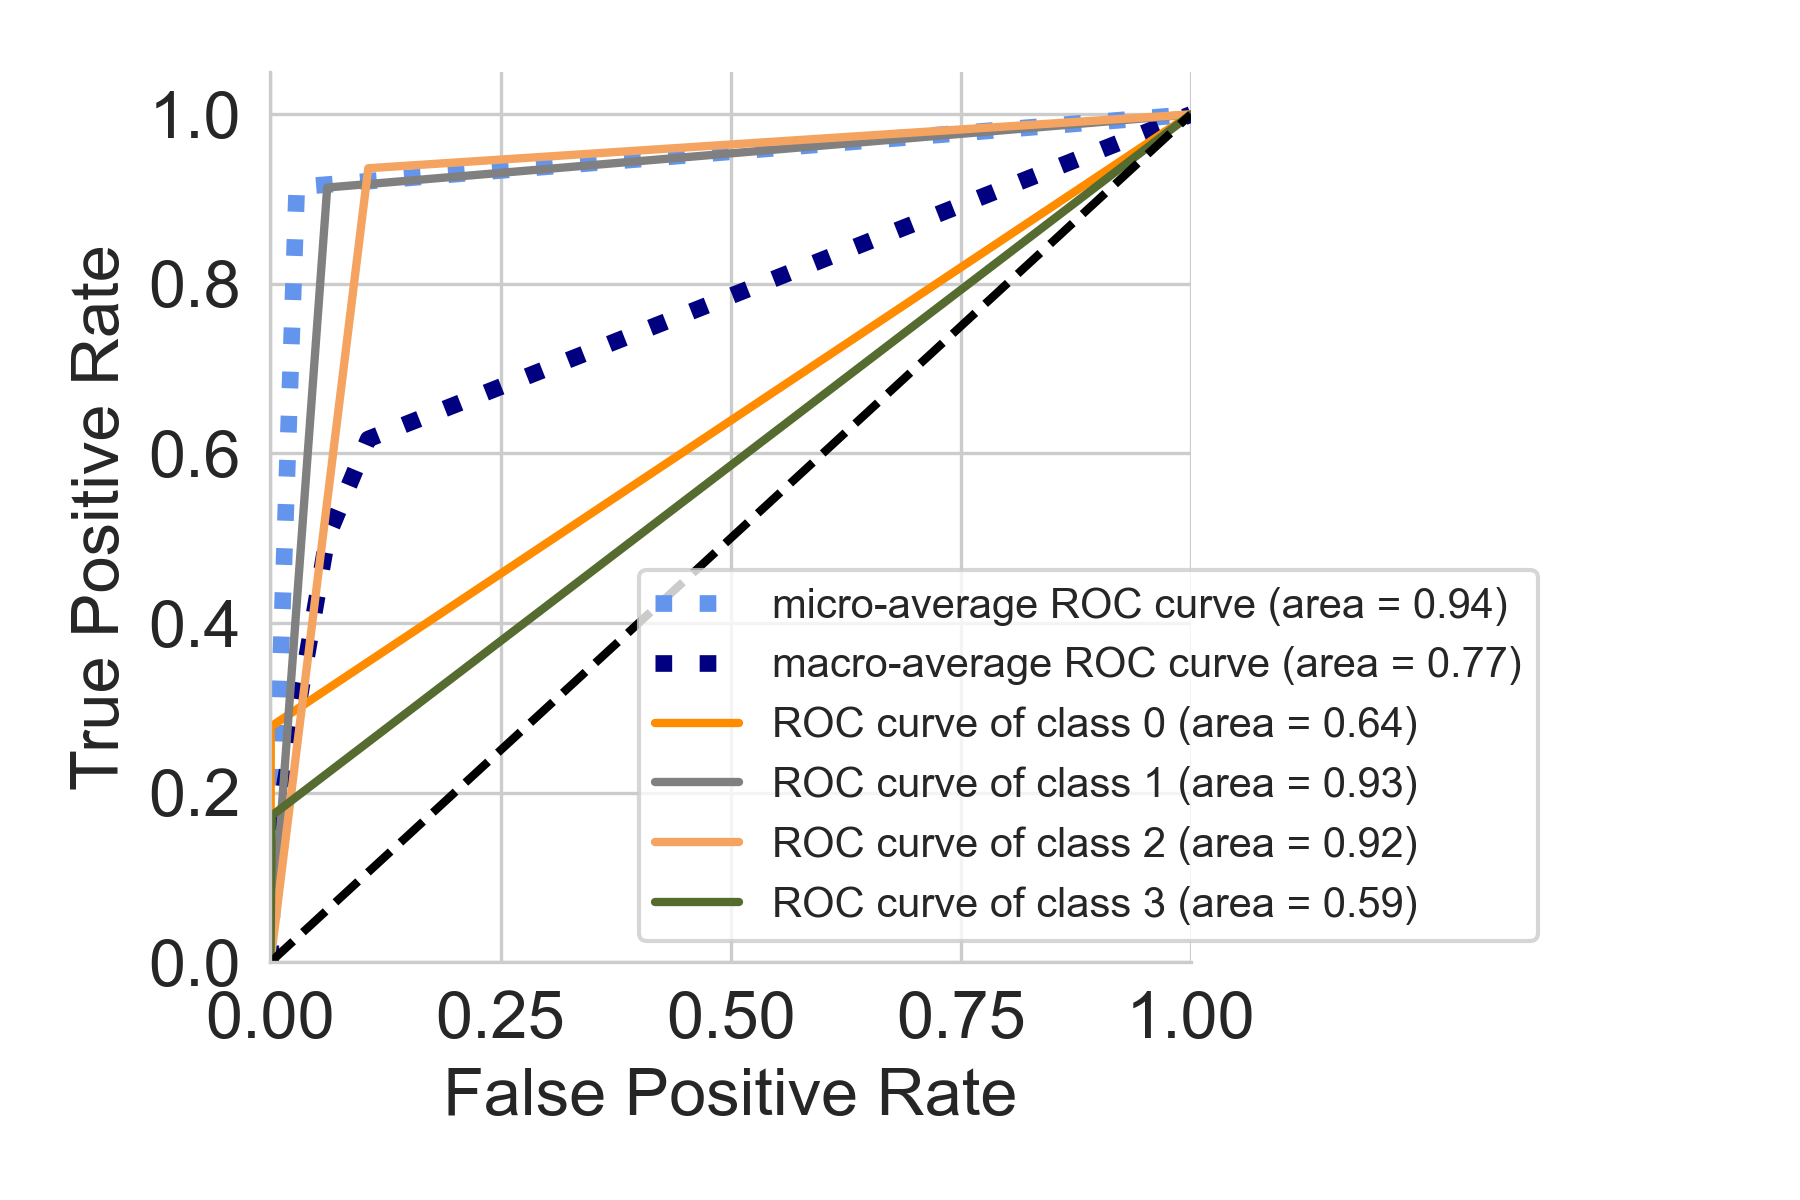 True Positive Rate
1.0
0.8
0.6
0.4
0.2
0.0
0.00 0.25 0.50 0.75 1.00
False Positive Rate
micro-average ROC curve (area = 0.94)
macro-average ROC curve (area = 0.77)
ROC curve of class 0 (area = 0.64)
ROC curve of class 1 (area = 0.93)
ROC curve of class 2 (area = 0.92)
ROC curve of class 3 (area = 0.59)